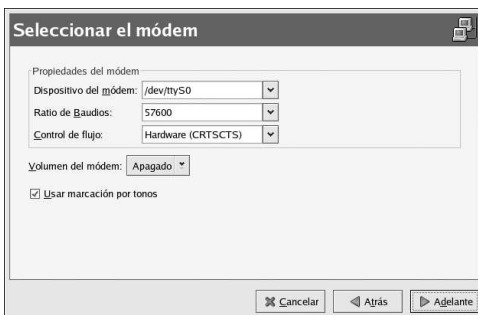 Seleccionar el módem
Propiedades del módem
Dispositivo del módem: /dev/ttyS0
Ratio de Baudios: 57600
Control de flujo: Hardware (CRTSCTS)
Volumen del módem: Apagado
Usar marcación por tonos
Cancelar Atrás Adelante